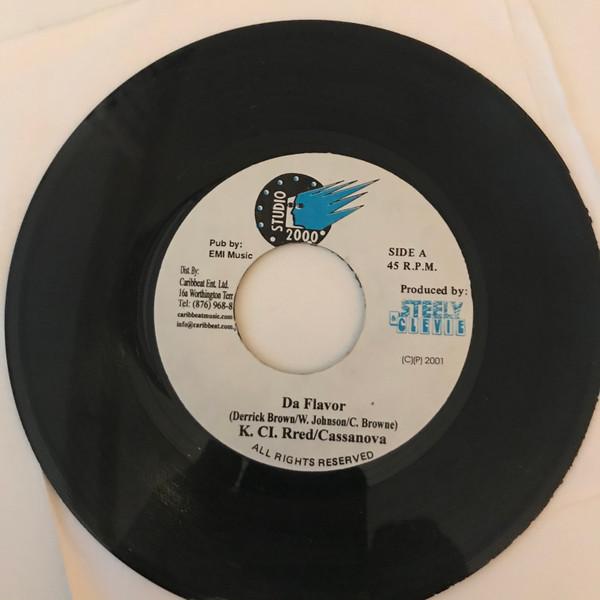 STUDIO
2000
Pub by:
EMI Music
SIDE A
45 R.P.M.
Dist. By:
Caribbeat Ent. Ltd.
16a Worthington Terr
Tel: (876) 968-8
caribbeatmusic.com
info@caribbeat.com
Produced by:
STEELY
& CLEVIE
(C)(P) 2001
Da Flavor
(Derrick Brown/W. Johnson/C. Browne)
K. CI. Rred/Cassanova
ALL RIGHTS RESERVED